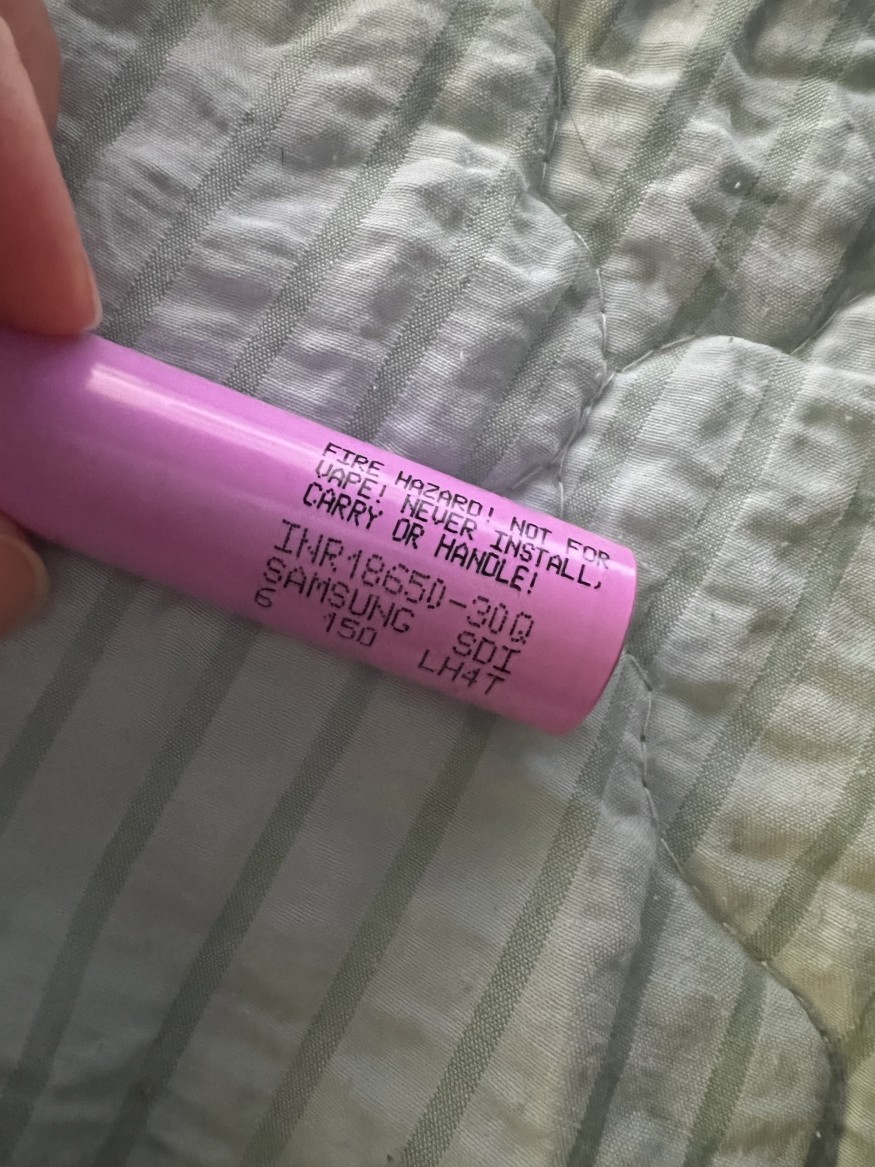 FIRE HAZARD! NOT FOR
VAPE! NEVER INSTALL,
CARRY OR HANDLE!
INR18650-30Q
SAMSUNG SDI
6 150 LH4T